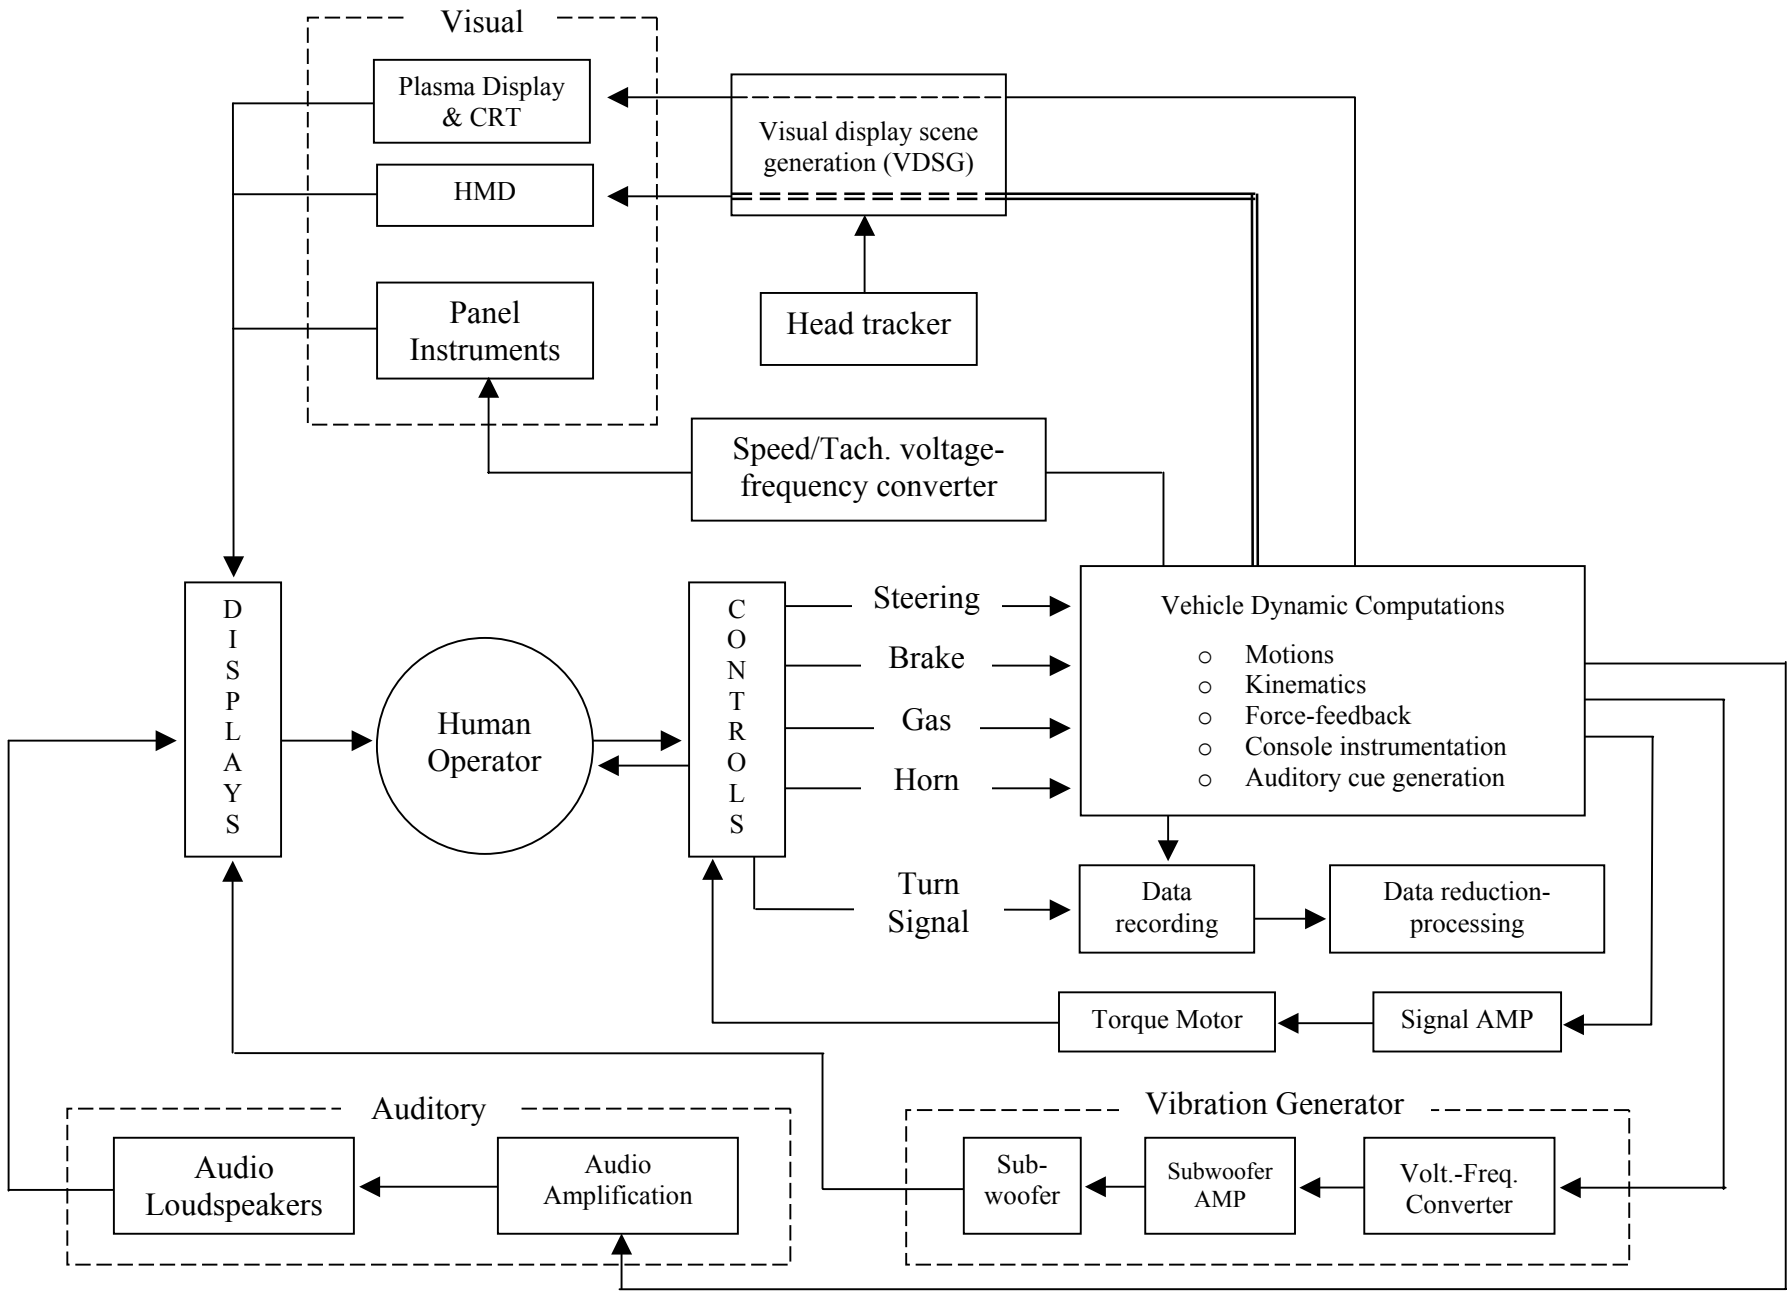 Visual
Plasma Display
& CRT
HMD
Panel
Instruments
Visual display scene
generation (VDSG)
Head tracker
Speed/Tach. voltage-
frequency converter
DISPLAYS
Human
Operator
CONTROLS
Steering
Brake
Gas
Horn
Turn
Signal
Vehicle Dynamic Computations
o Motions
o Kinematics
o Force-feedback
o Console instrumentation
o Auditory cue generation
Data
recording
Data reduction-
processing
Torque Motor
Signal AMP
Auditory
Audio
Loudspeakers
Audio
Amplification
Vibration Generator
Sub-
woofer
Subwoofer
AMP
Volt.-Freq.
Converter